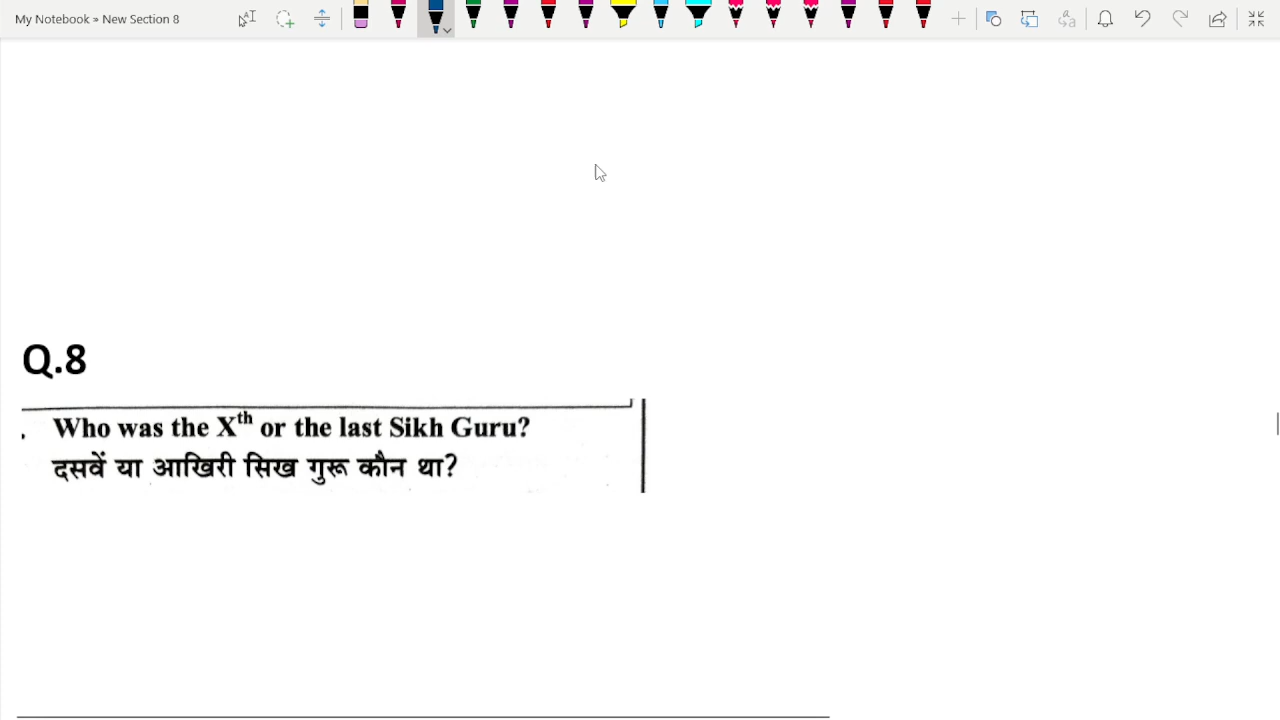 My Notebook » New Section 8
Q.8
. Who was the Xth or the last Sikh Guru?
दसवें या आखिरी सिख गुरू कौन था?